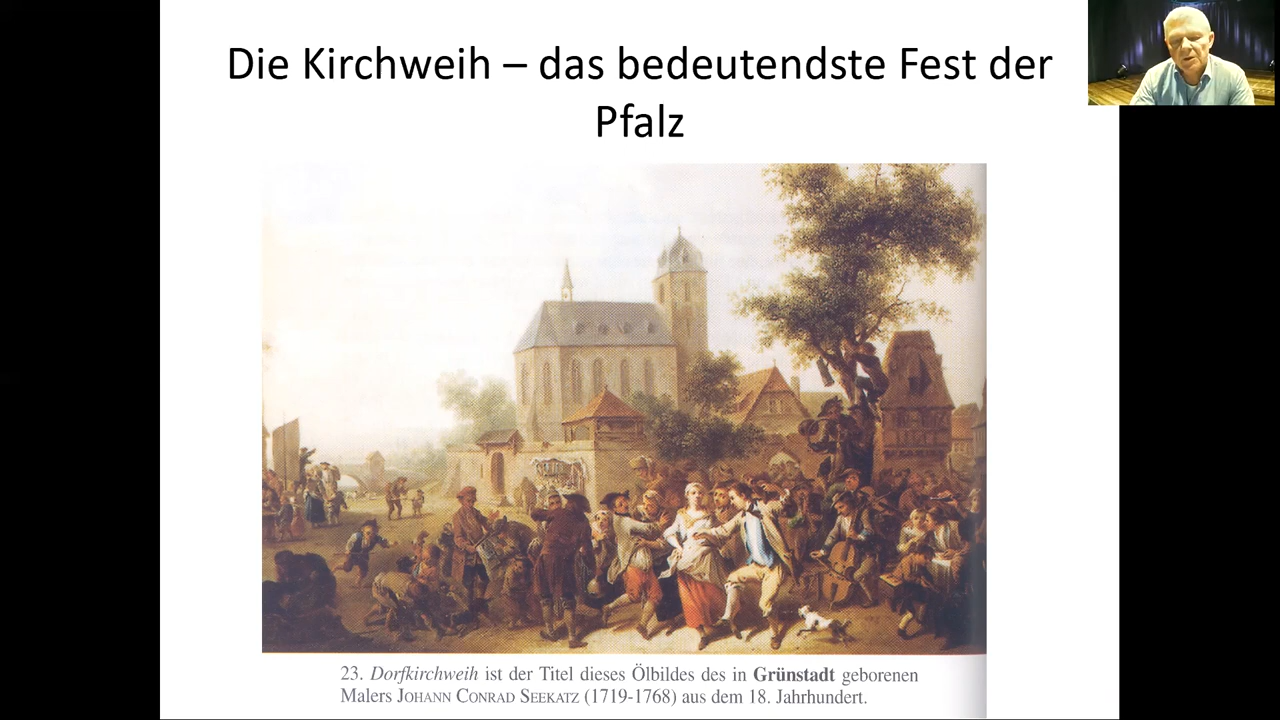 Die Kirchweih – das bedeutendste Fest der
Pfalz
23. Dorfkirchweih ist der Titel dieses Ölbildes des in Grünstadt geborenen
Malers JOHANN CONRAD SEEKATZ (1719-1768) aus dem 18. Jahrhundert.